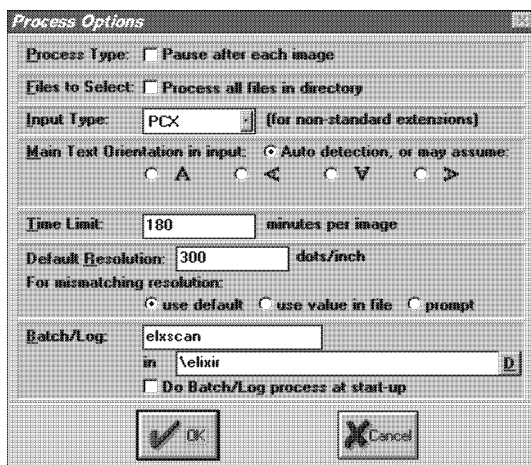 Process Options
Process Type: Pause after each image
Files to Select: Process all files in directory
Input Type: PCX (for non-standard extensions)
Main Text Orientation in input: Auto detection, or may assume:
A A A A
Time Limit: 180 minutes per image
Default Resolution: 300 dots/inch
For mismatching resolution:
use default use value in file prompt
Batch/Log: elxscan
in \elixir D
Do Batch/Log process at start-up
OK Cancel